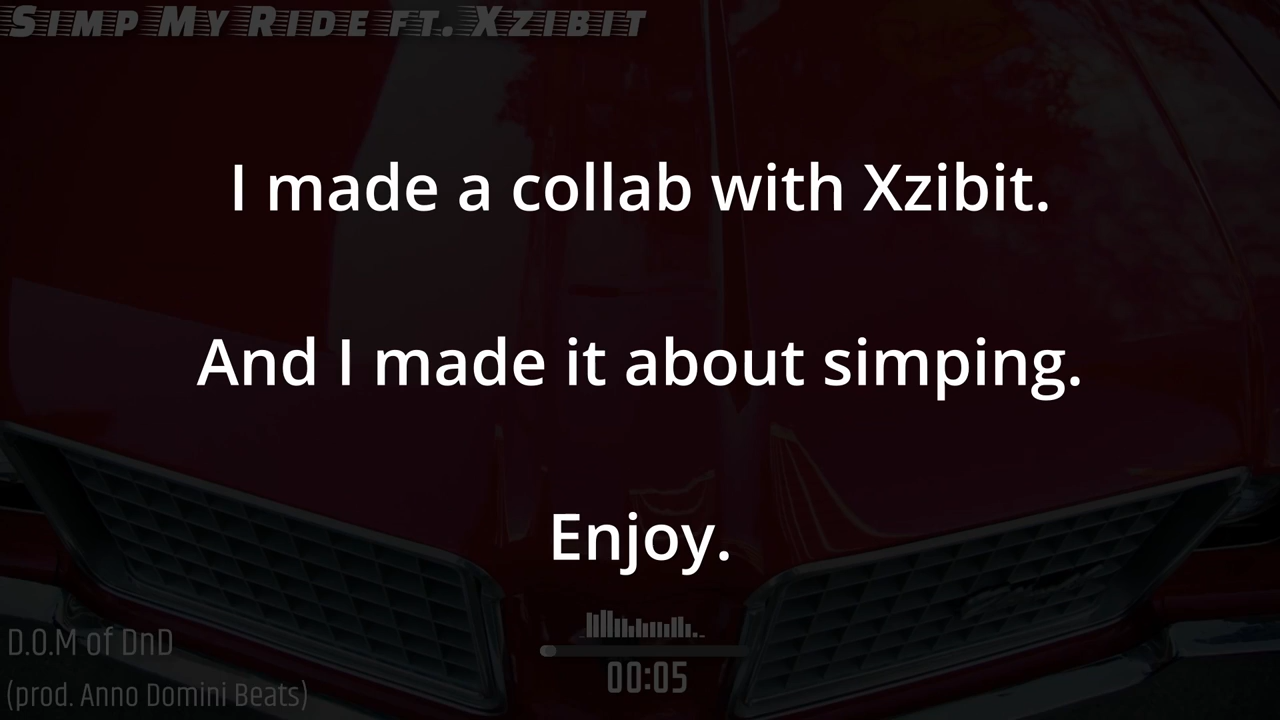 Simp My Ride ft. Xzibit
I made a collab with Xzibit.
And I made it about simping.
Enjoy.
D.O.M of DnD
(prod. Anno Domini Beats)
00:05